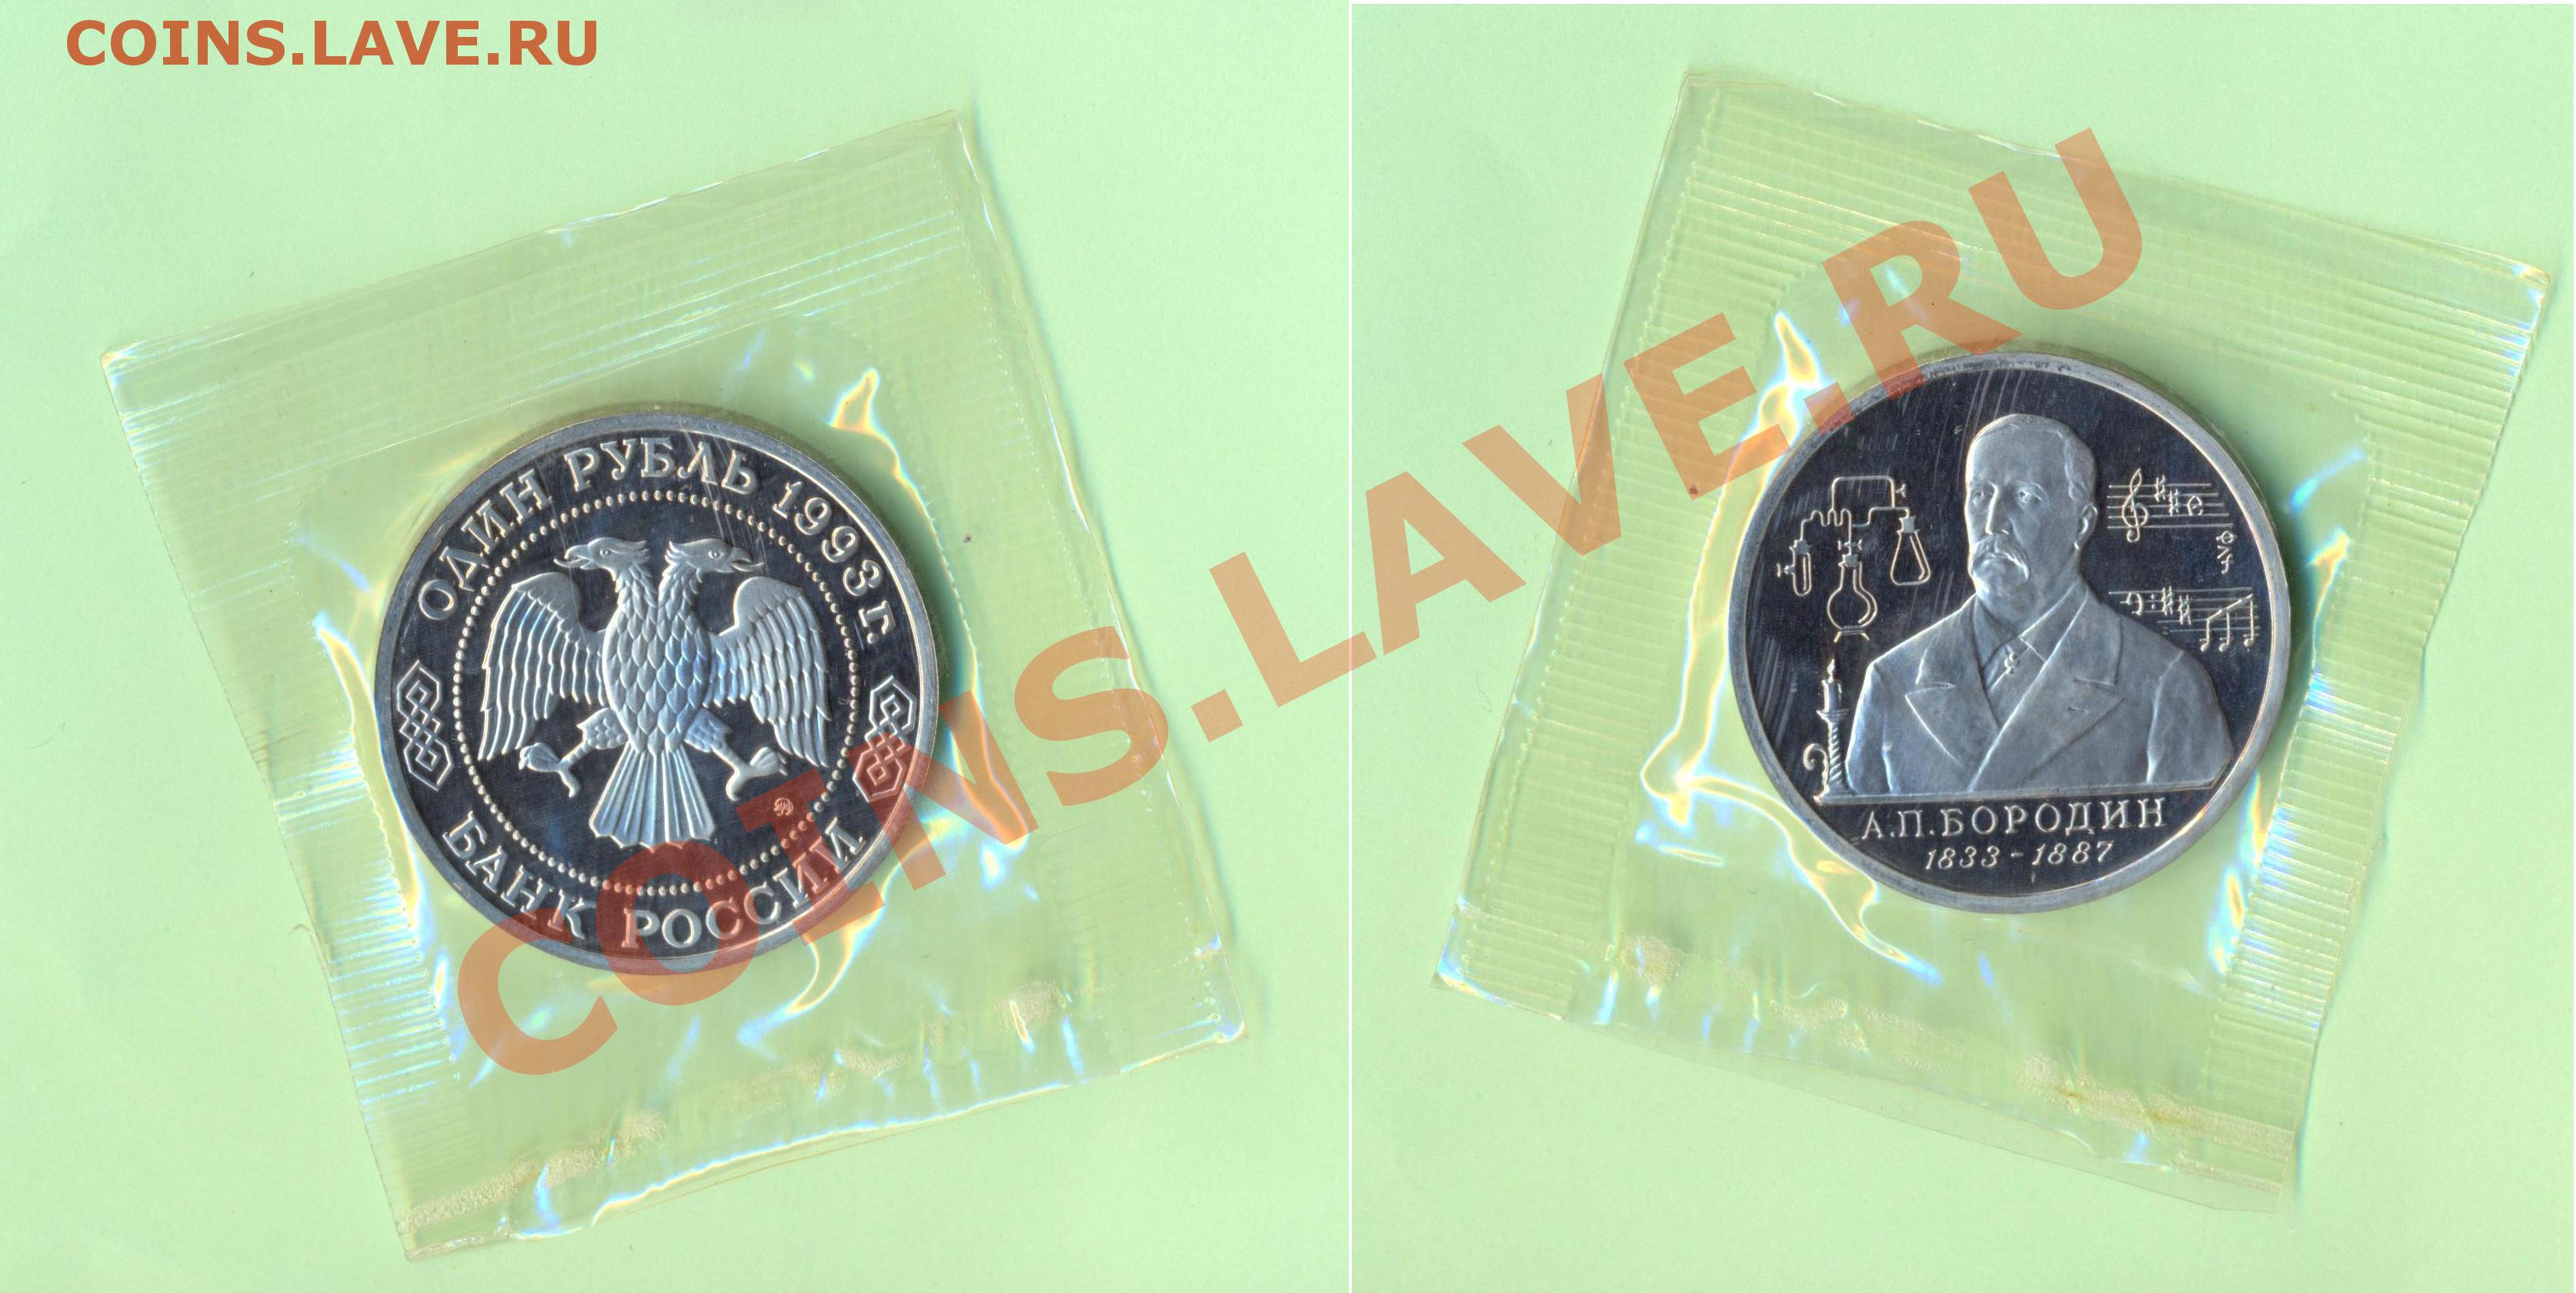 COINS.LAVE.RU
ОДИН РУБЛЬ 1993 г.
БАНК РОССИИ
А.П.БОРОДИН
1833-1887
COINS.LAVE.RU